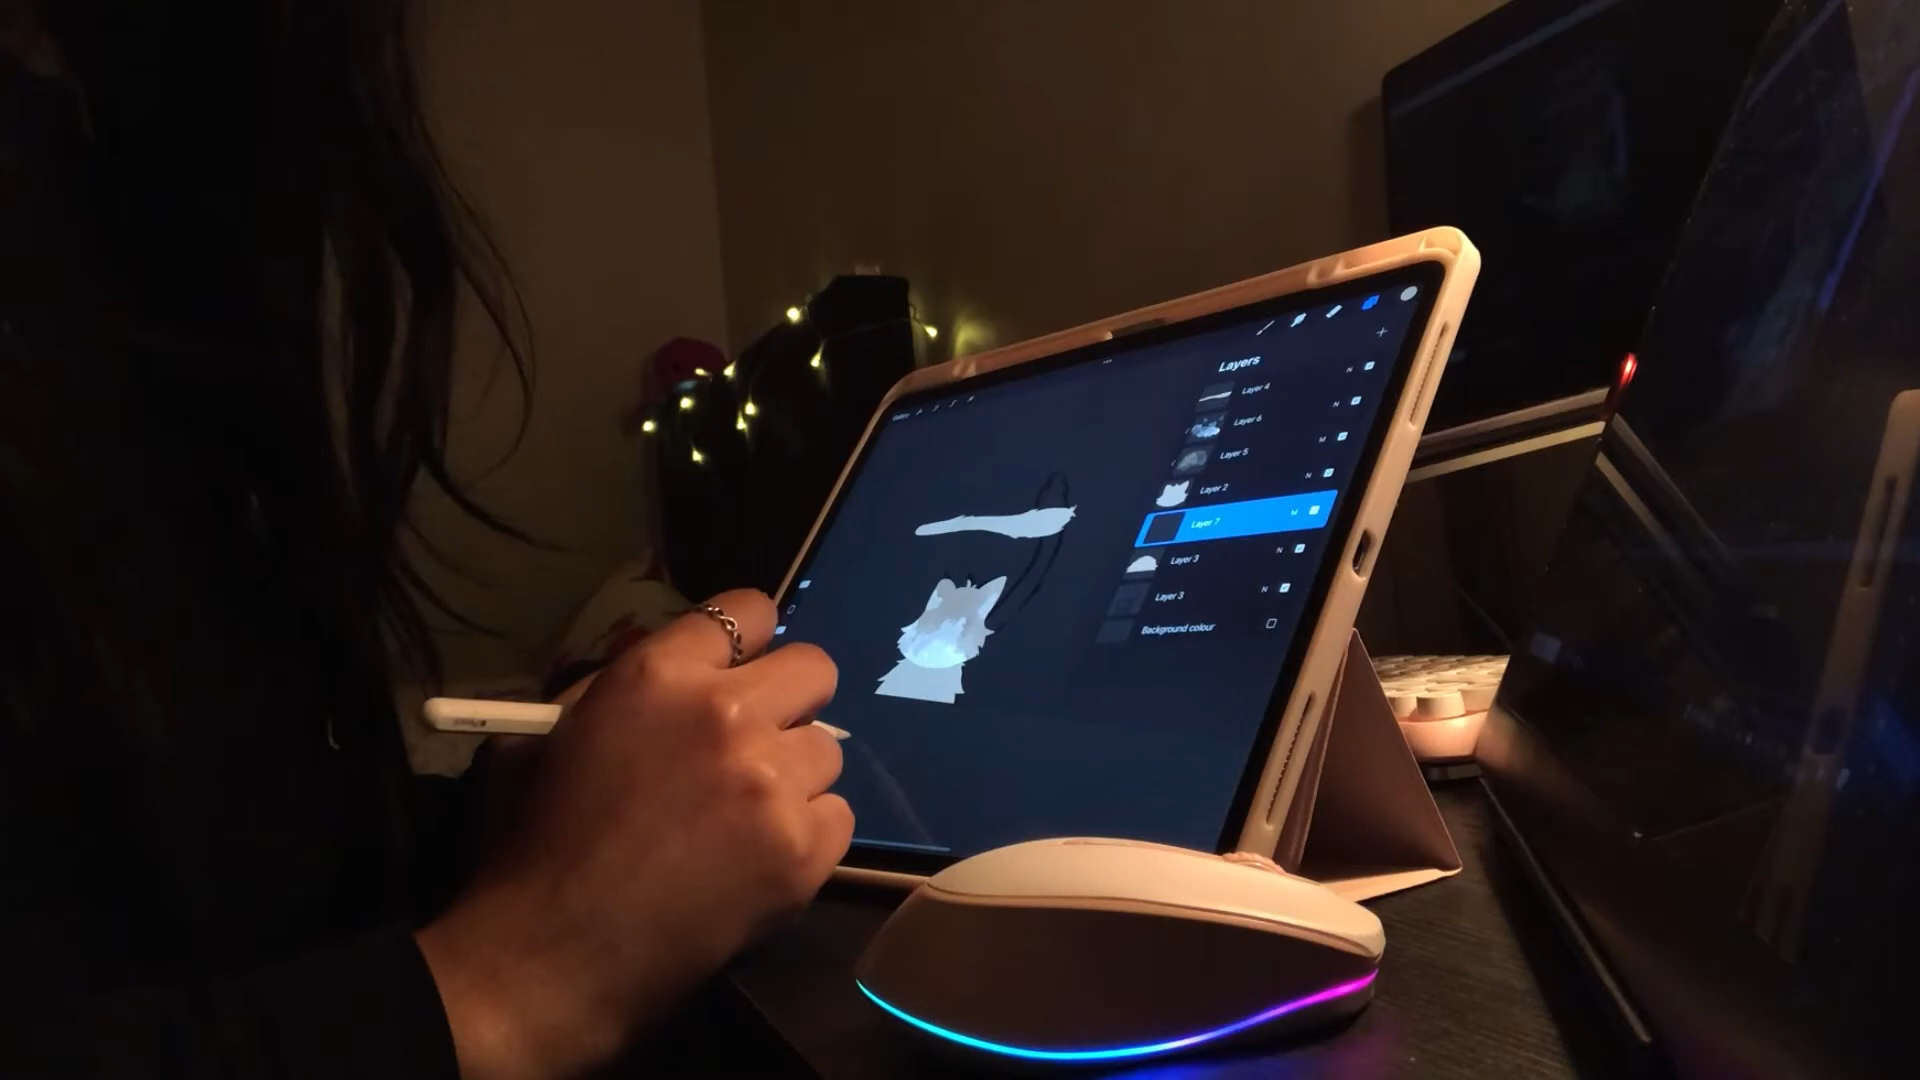 Layers
N
Layer 4
N
Layer 6
M
Layer 5
N
Layer 2
M
Layer 7
N
Layer 3
N
Layer 3
Background colour